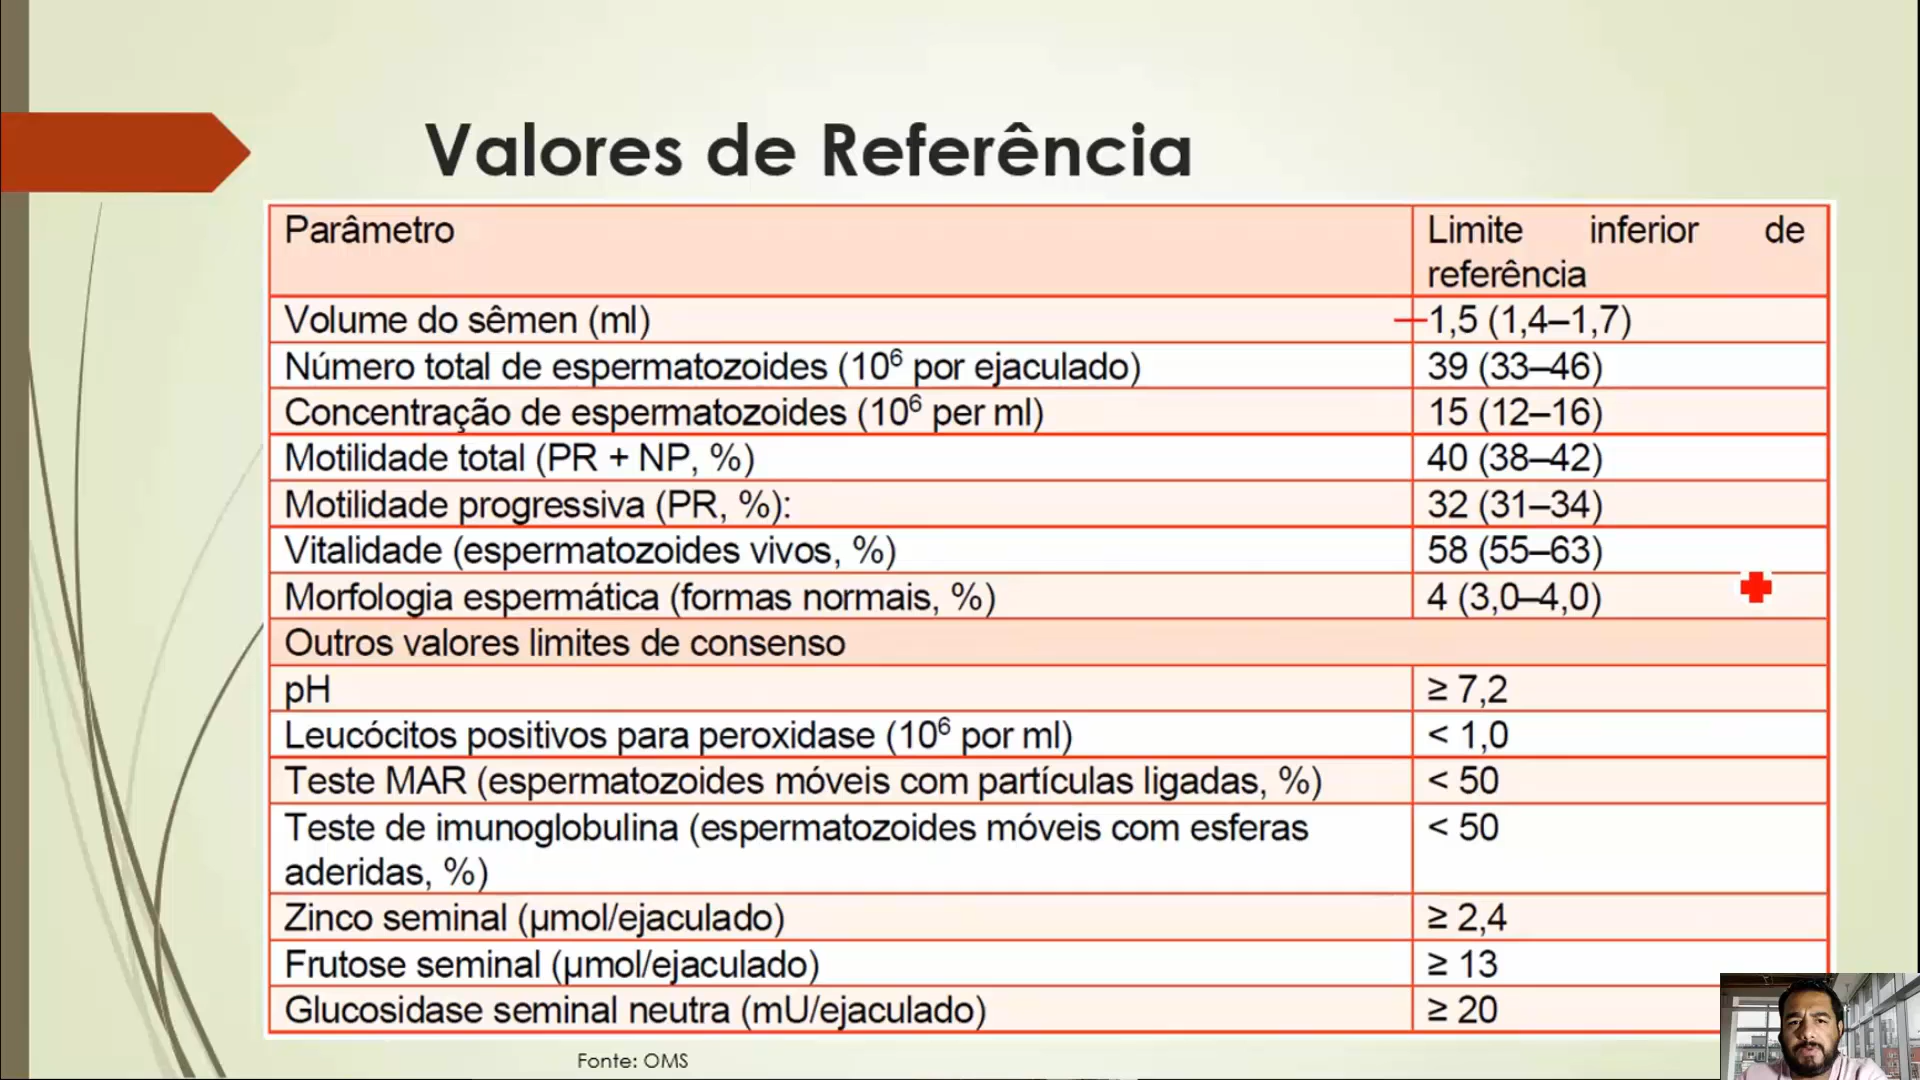 Valores de Referência
Parâmetro
Limite inferior de
referência
Volume do sêmen (ml)
1,5 (1,4–1,7)
Número total de espermatozoides (10⁶ por ejaculado)
39 (33–46)
Concentração de espermatozoides (10⁶ per ml)
15 (12–16)
Motilidade total (PR + NP, %)
40 (38–42)
Motilidade progressiva (PR, %):
32 (31–34)
Vitalidade (espermatozoides vivos, %)
58 (55–63)
Morfologia espermática (formas normais, %)
4 (3,0–4,0)
Outros valores limites de consenso
pH
≥ 7,2
Leucócitos positivos para peroxidase (10⁶ por ml)
< 1,0
Teste MAR (espermatozoides móveis com partículas ligadas, %)
< 50
Teste de imunoglobulina (espermatozoides móveis com esferas
aderidas, %)
< 50
Zinco seminal (µmol/ejaculado)
≥ 2,4
Frutose seminal (µmol/ejaculado)
≥ 13
Glucosidase seminal neutra (mU/ejaculado)
≥ 20
Fonte: OMS